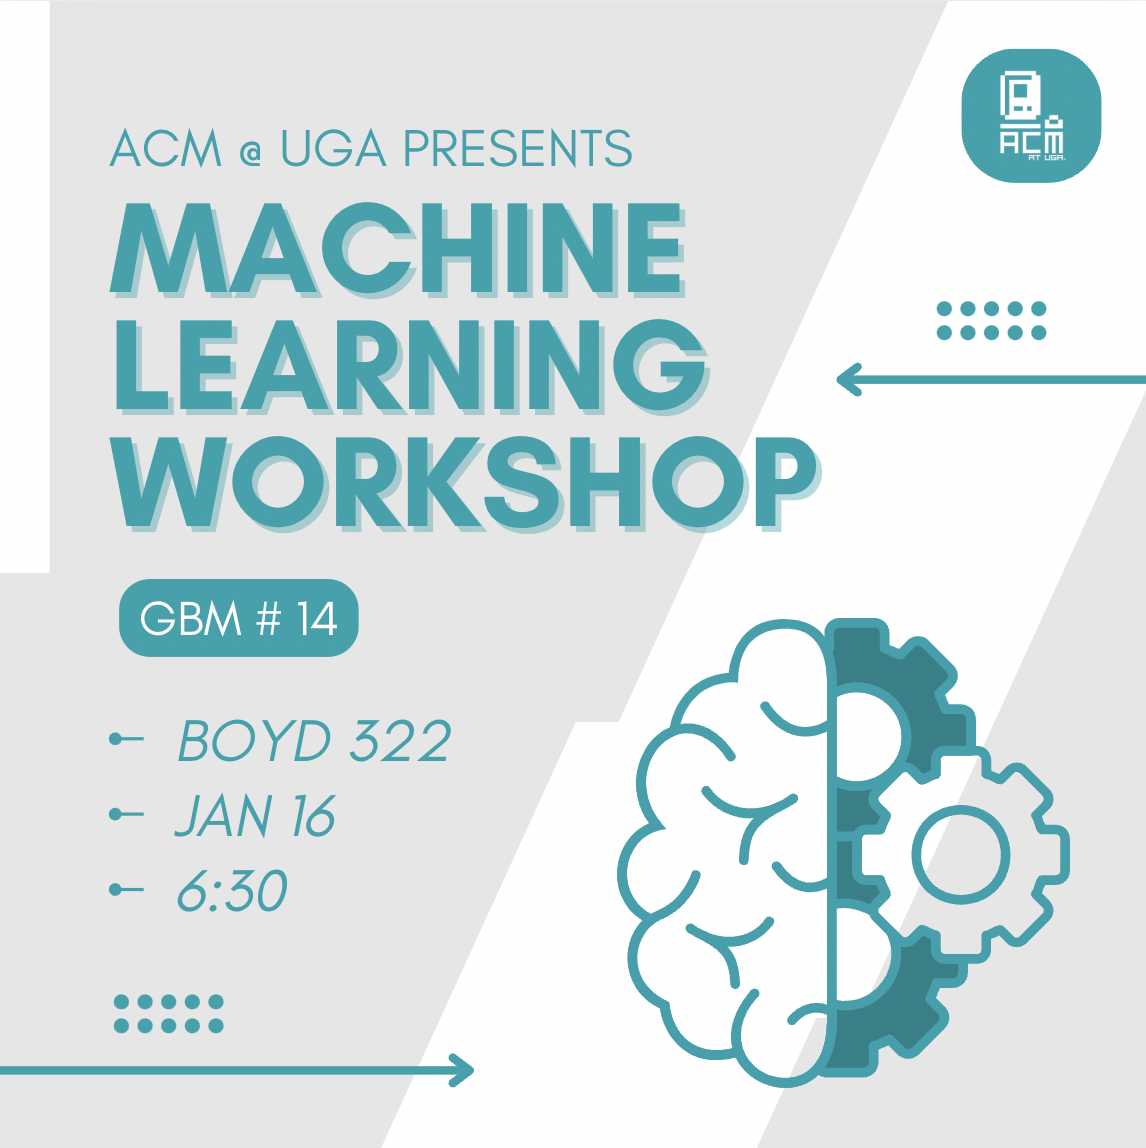 ACM @ UGA PRESENTS
MACHINE
LEARNING
WORKSHOP
GBM # 14
BOYD 322
JAN 16
6:30
ACM
AT UGA.